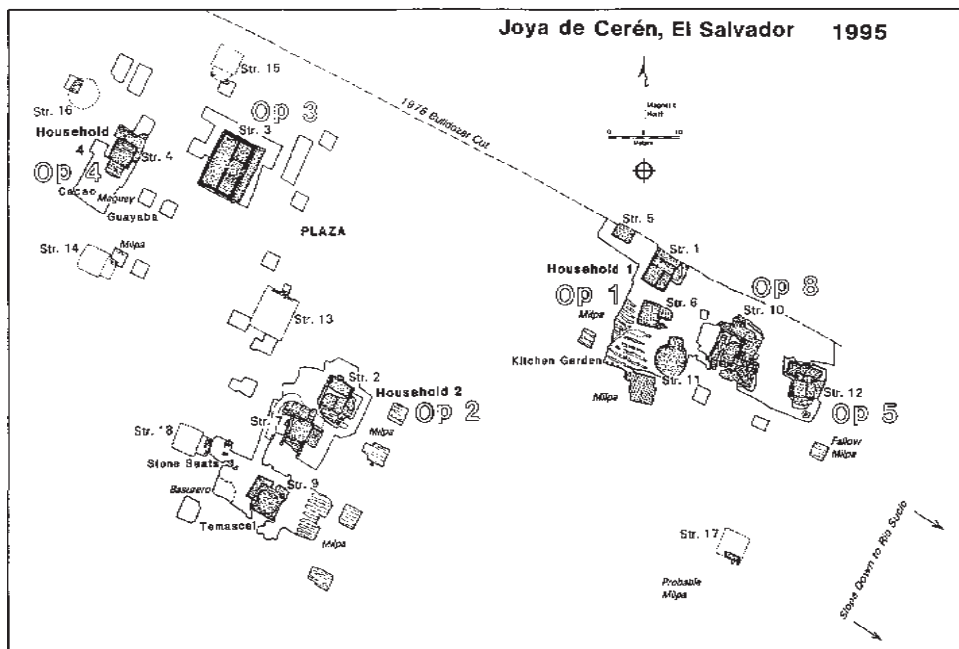 Joya de Cerén, El Salvador 1995
Magnetic
North
0
10
Meters
1976 Bulldozer Cut
Str. 15
Str. 16
Op 3
Str. 3
Household
4
Str. 4
Op 4
Cacao
Maguey
Guayaba
PLAZA
Str. 14
Milpa
Str. 13
Str. 5
Str. 1
Household 1
Op 1
Str. 6
Op 8
Str. 10
Milpa
Kitchen Garden
Str. 11
Milpa
Str. 12
Op 5
Fallow
Milpa
Str. 2
Household 2
Op 2
Str. 7
Milpa
Str. 18
Stone Seats
Str. 9
Basurero
Temascal
Milpa
Str. 17
Probable
Milpa
Slope Down to Rio Sucio